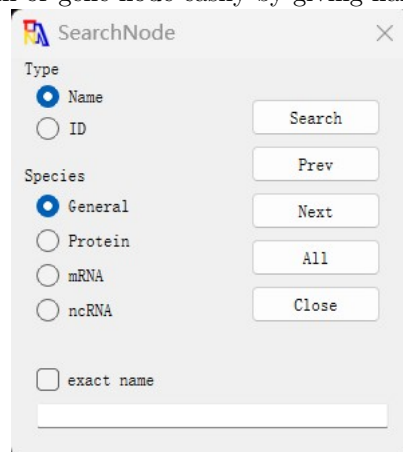 SearchNode
Type
Name
ID
Search
Prev
Species
General
Next
Protein
All
mRNA
ncRNA
Close
exact name